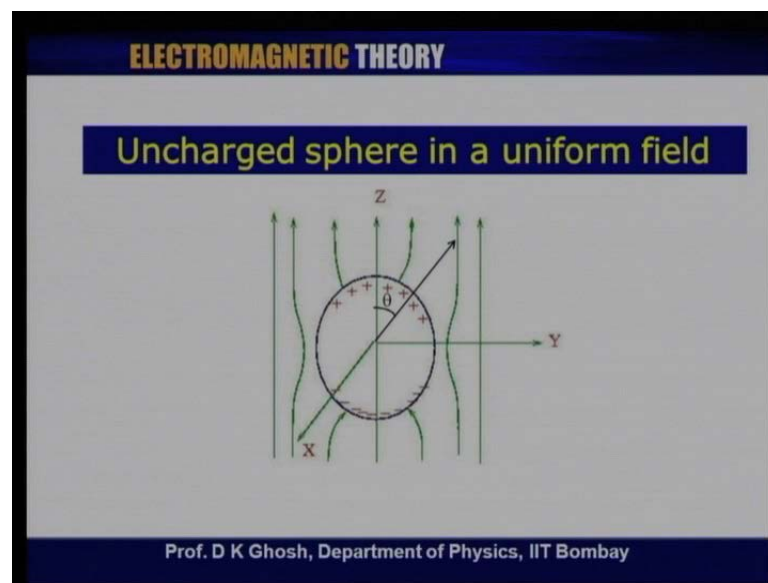 ELECTROMAGNETIC THEORY
Uncharged sphere in a uniform field
Z
θ
+ + + + + + + +
Y
X
Prof. D K Ghosh, Department of Physics, IIT Bombay